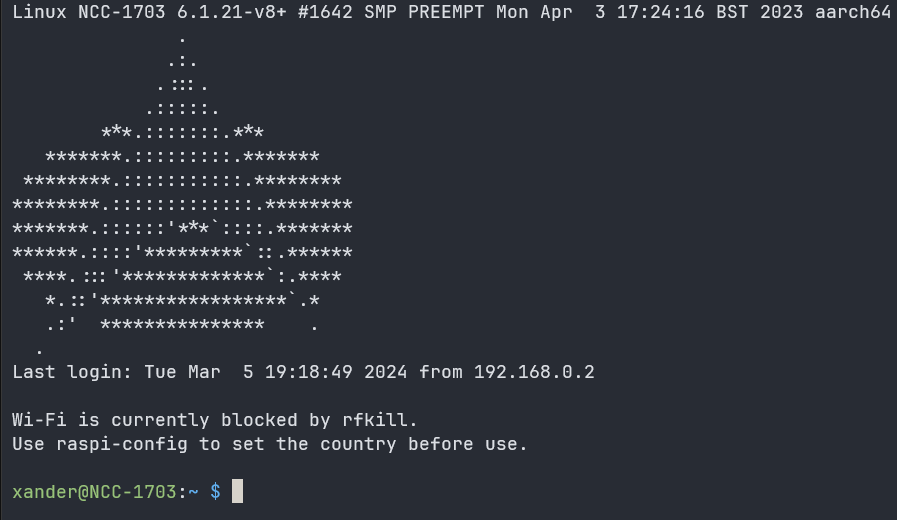 Linux NCC-1703 6.1.21-v8+ #1642 SMP PREEMPT Mon Apr  3 17:24:16 BST 2023 aarch64
               .
              .:.
             .:::.
            .:::::.
        ***.:::::::.***
   *******.:::::::::.*******
 ********.:::::::::::.********
********.:::::::::::::.********
*******.::::::'***`::::.*******
******.::::'*********`::.******
 ****.:::'*************`:.****
   *.::'*****************`.*
   .:'  ***************    .
  .
Last login: Tue Mar  5 19:18:49 2024 from 192.168.0.2

Wi-Fi is currently blocked by rfkill.
Use raspi-config to set the country before use.

xander@NCC-1703:~ $